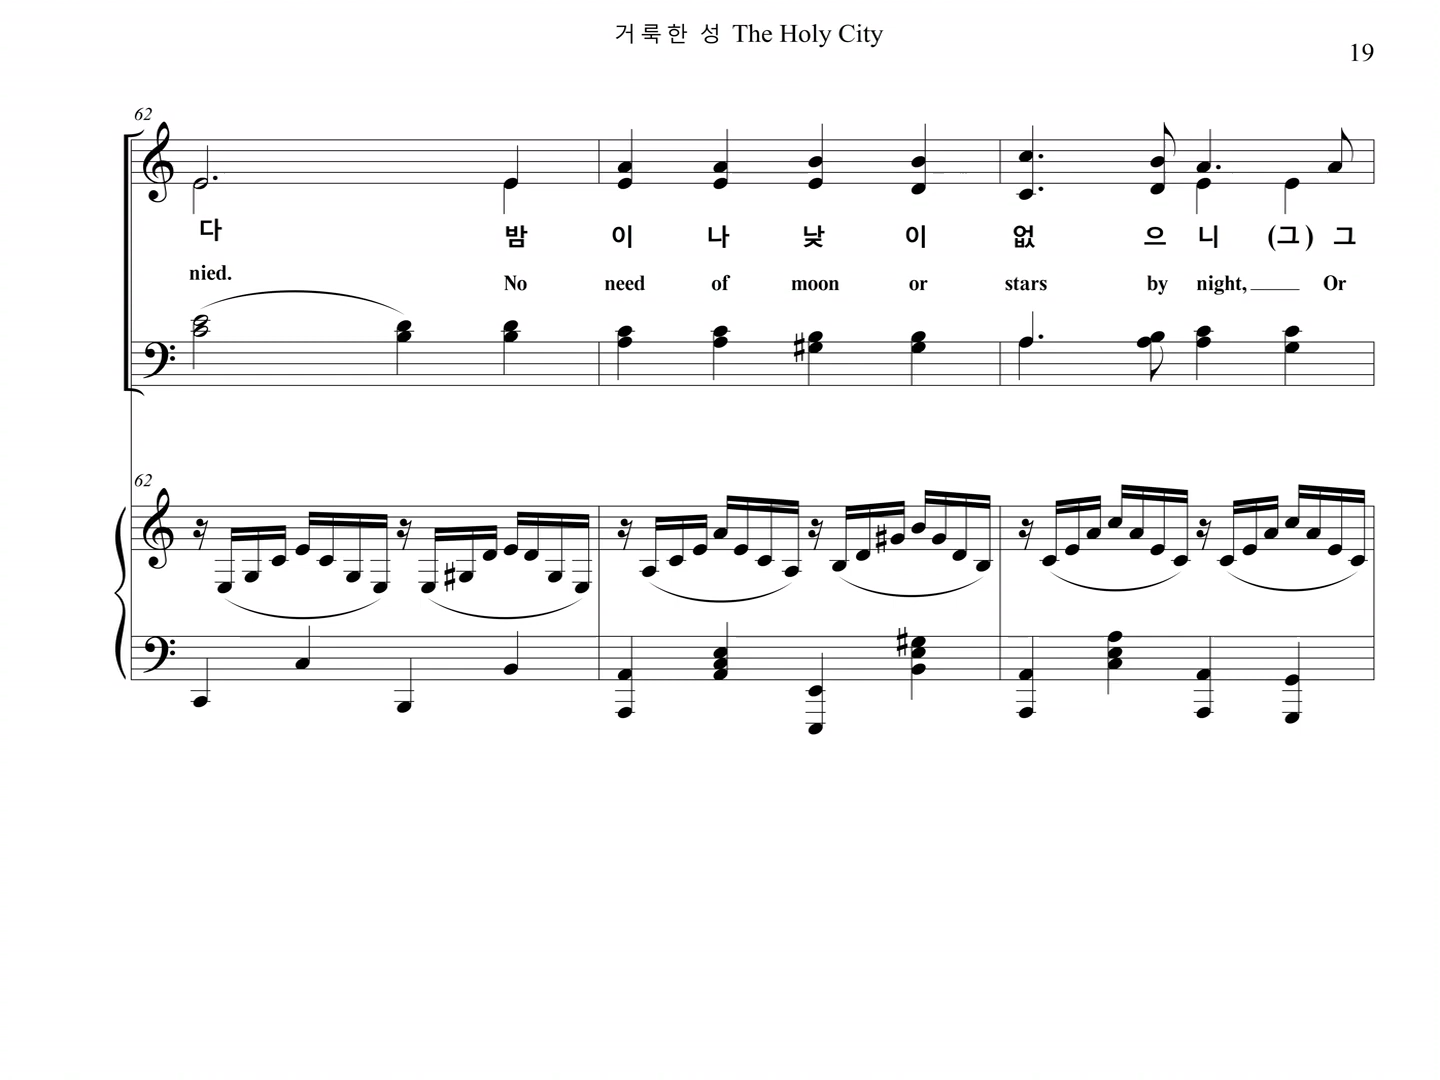 거룩한 성 The Holy City
19
62
다 밤 이 나 낮 이 없 으 니 (그) 그
nied. No need of moon or stars by night, Or
62